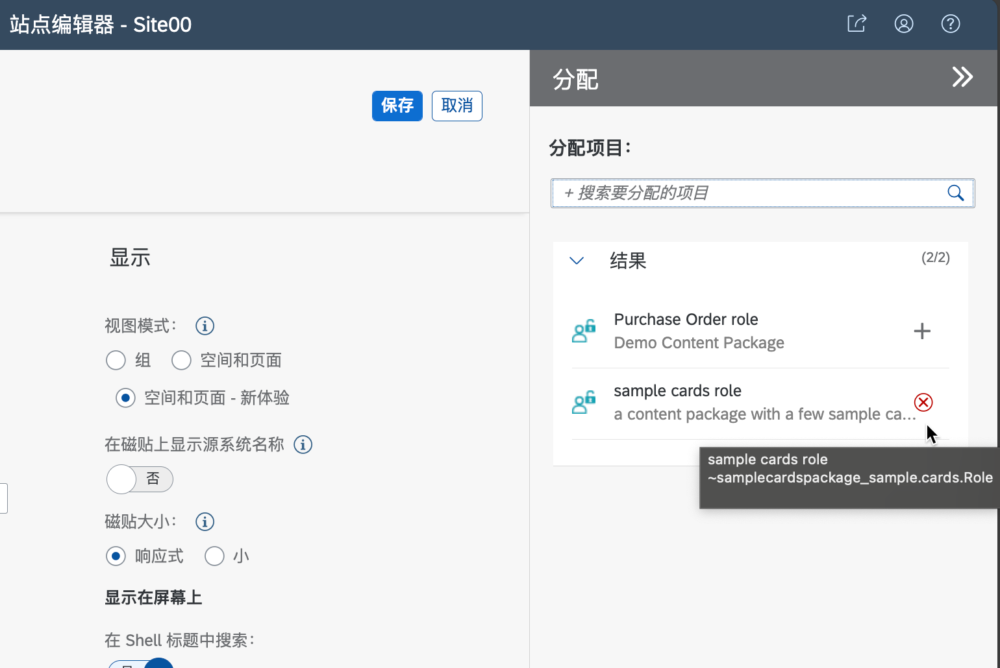 站点编辑器 - Site00
保存
取消
显示
视图模式：
组
空间和页面
空间和页面 - 新体验
在磁贴上显示源系统名称
否
磁贴大小：
响应式
小
显示在屏幕上
在 Shell 标题中搜索：
分配
分配项目：
+ 搜索要分配的项目
结果
(2/2)
Purchase Order role
Demo Content Package
sample cards role
a content package with a few sample ca...
sample cards role
~samplecardspackage_sample.cards.Role